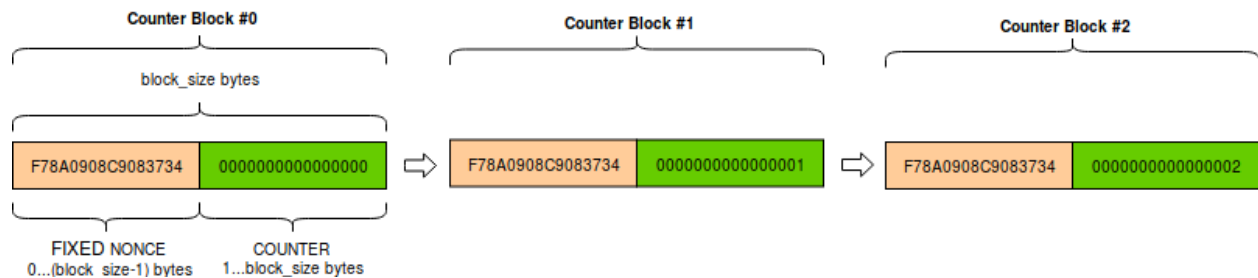 Counter Block #0
block_size bytes
F78A0908C9083734 0000000000000000
FIXED NONCE
0...(block_size-1) bytes
COUNTER
1...block_size bytes
Counter Block #1
F78A0908C9083734 0000000000000001
Counter Block #2
F78A0908C9083734 0000000000000002